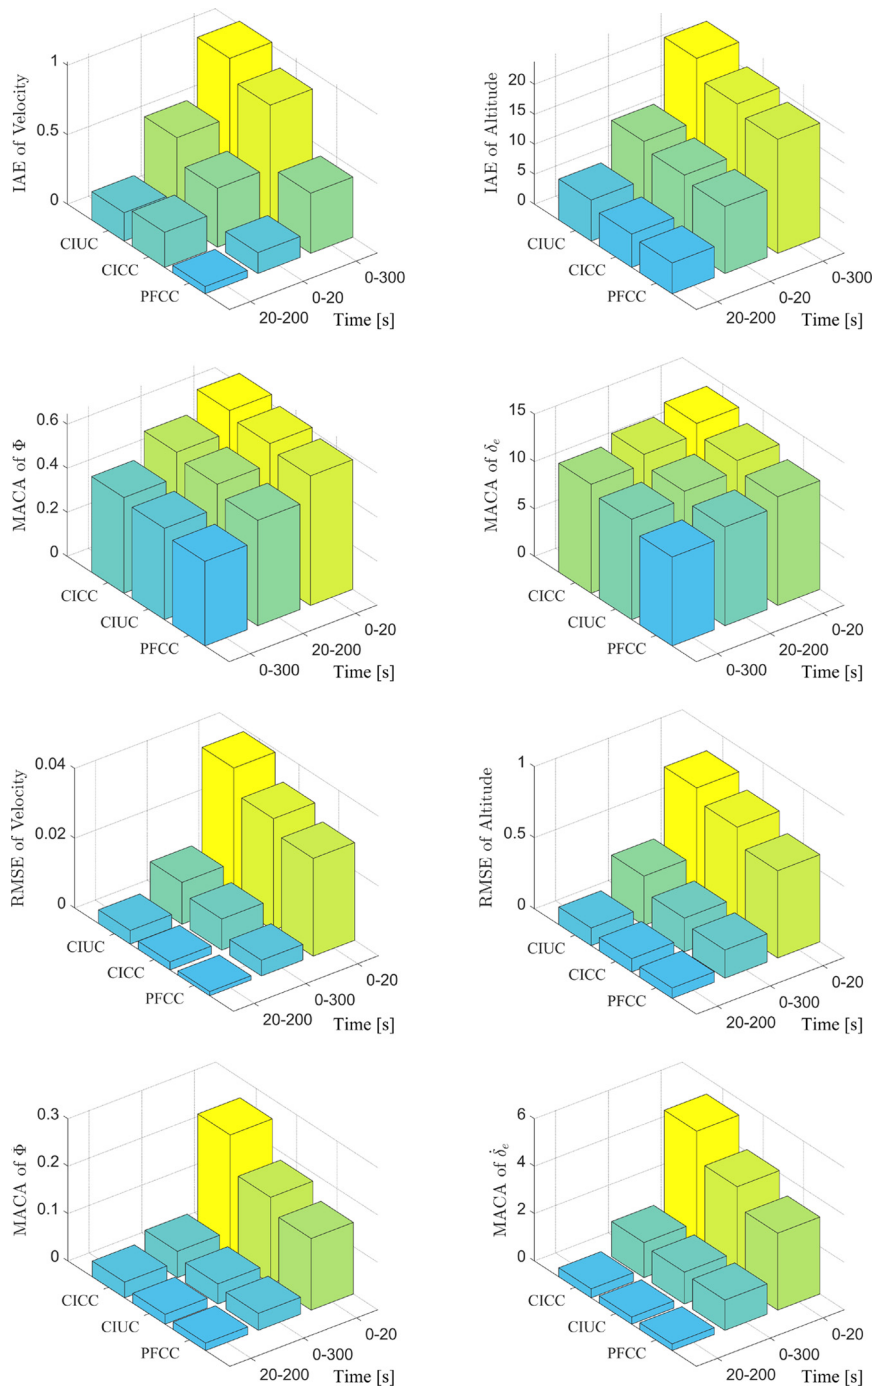 IAE of Velocity
1
0.5
0
CIUC
CICC
PFCC
20-200
0-20
0-300
Time [s]
IAE of Altitude
20
15
10
5
0
CIUC
CICC
PFCC
20-200
0-20
0-300
Time [s]
MACA of Φ
0.6
0.4
0.2
0
CICC
CIUC
PFCC
0-300
20-200
0-20
Time [s]
MACA of δₑ
15
10
5
0
CICC
CIUC
PFCC
0-300
20-200
0-20
Time [s]
RMSE of Velocity
0.04
0.02
0
CIUC
CICC
PFCC
20-200
0-300
0-20
Time [s]
RMSE of Altitude
1
0.5
0
CIUC
CICC
PFCC
20-200
0-300
0-20
Time [s]
MACA of Φ̇
0.3
0.2
0.1
0
CICC
CIUC
PFCC
20-200
0-300
0-20
Time [s]
MACA of δ̇ₑ
6
4
2
0
CICC
CIUC
PFCC
20-200
0-300
0-20
Time [s]